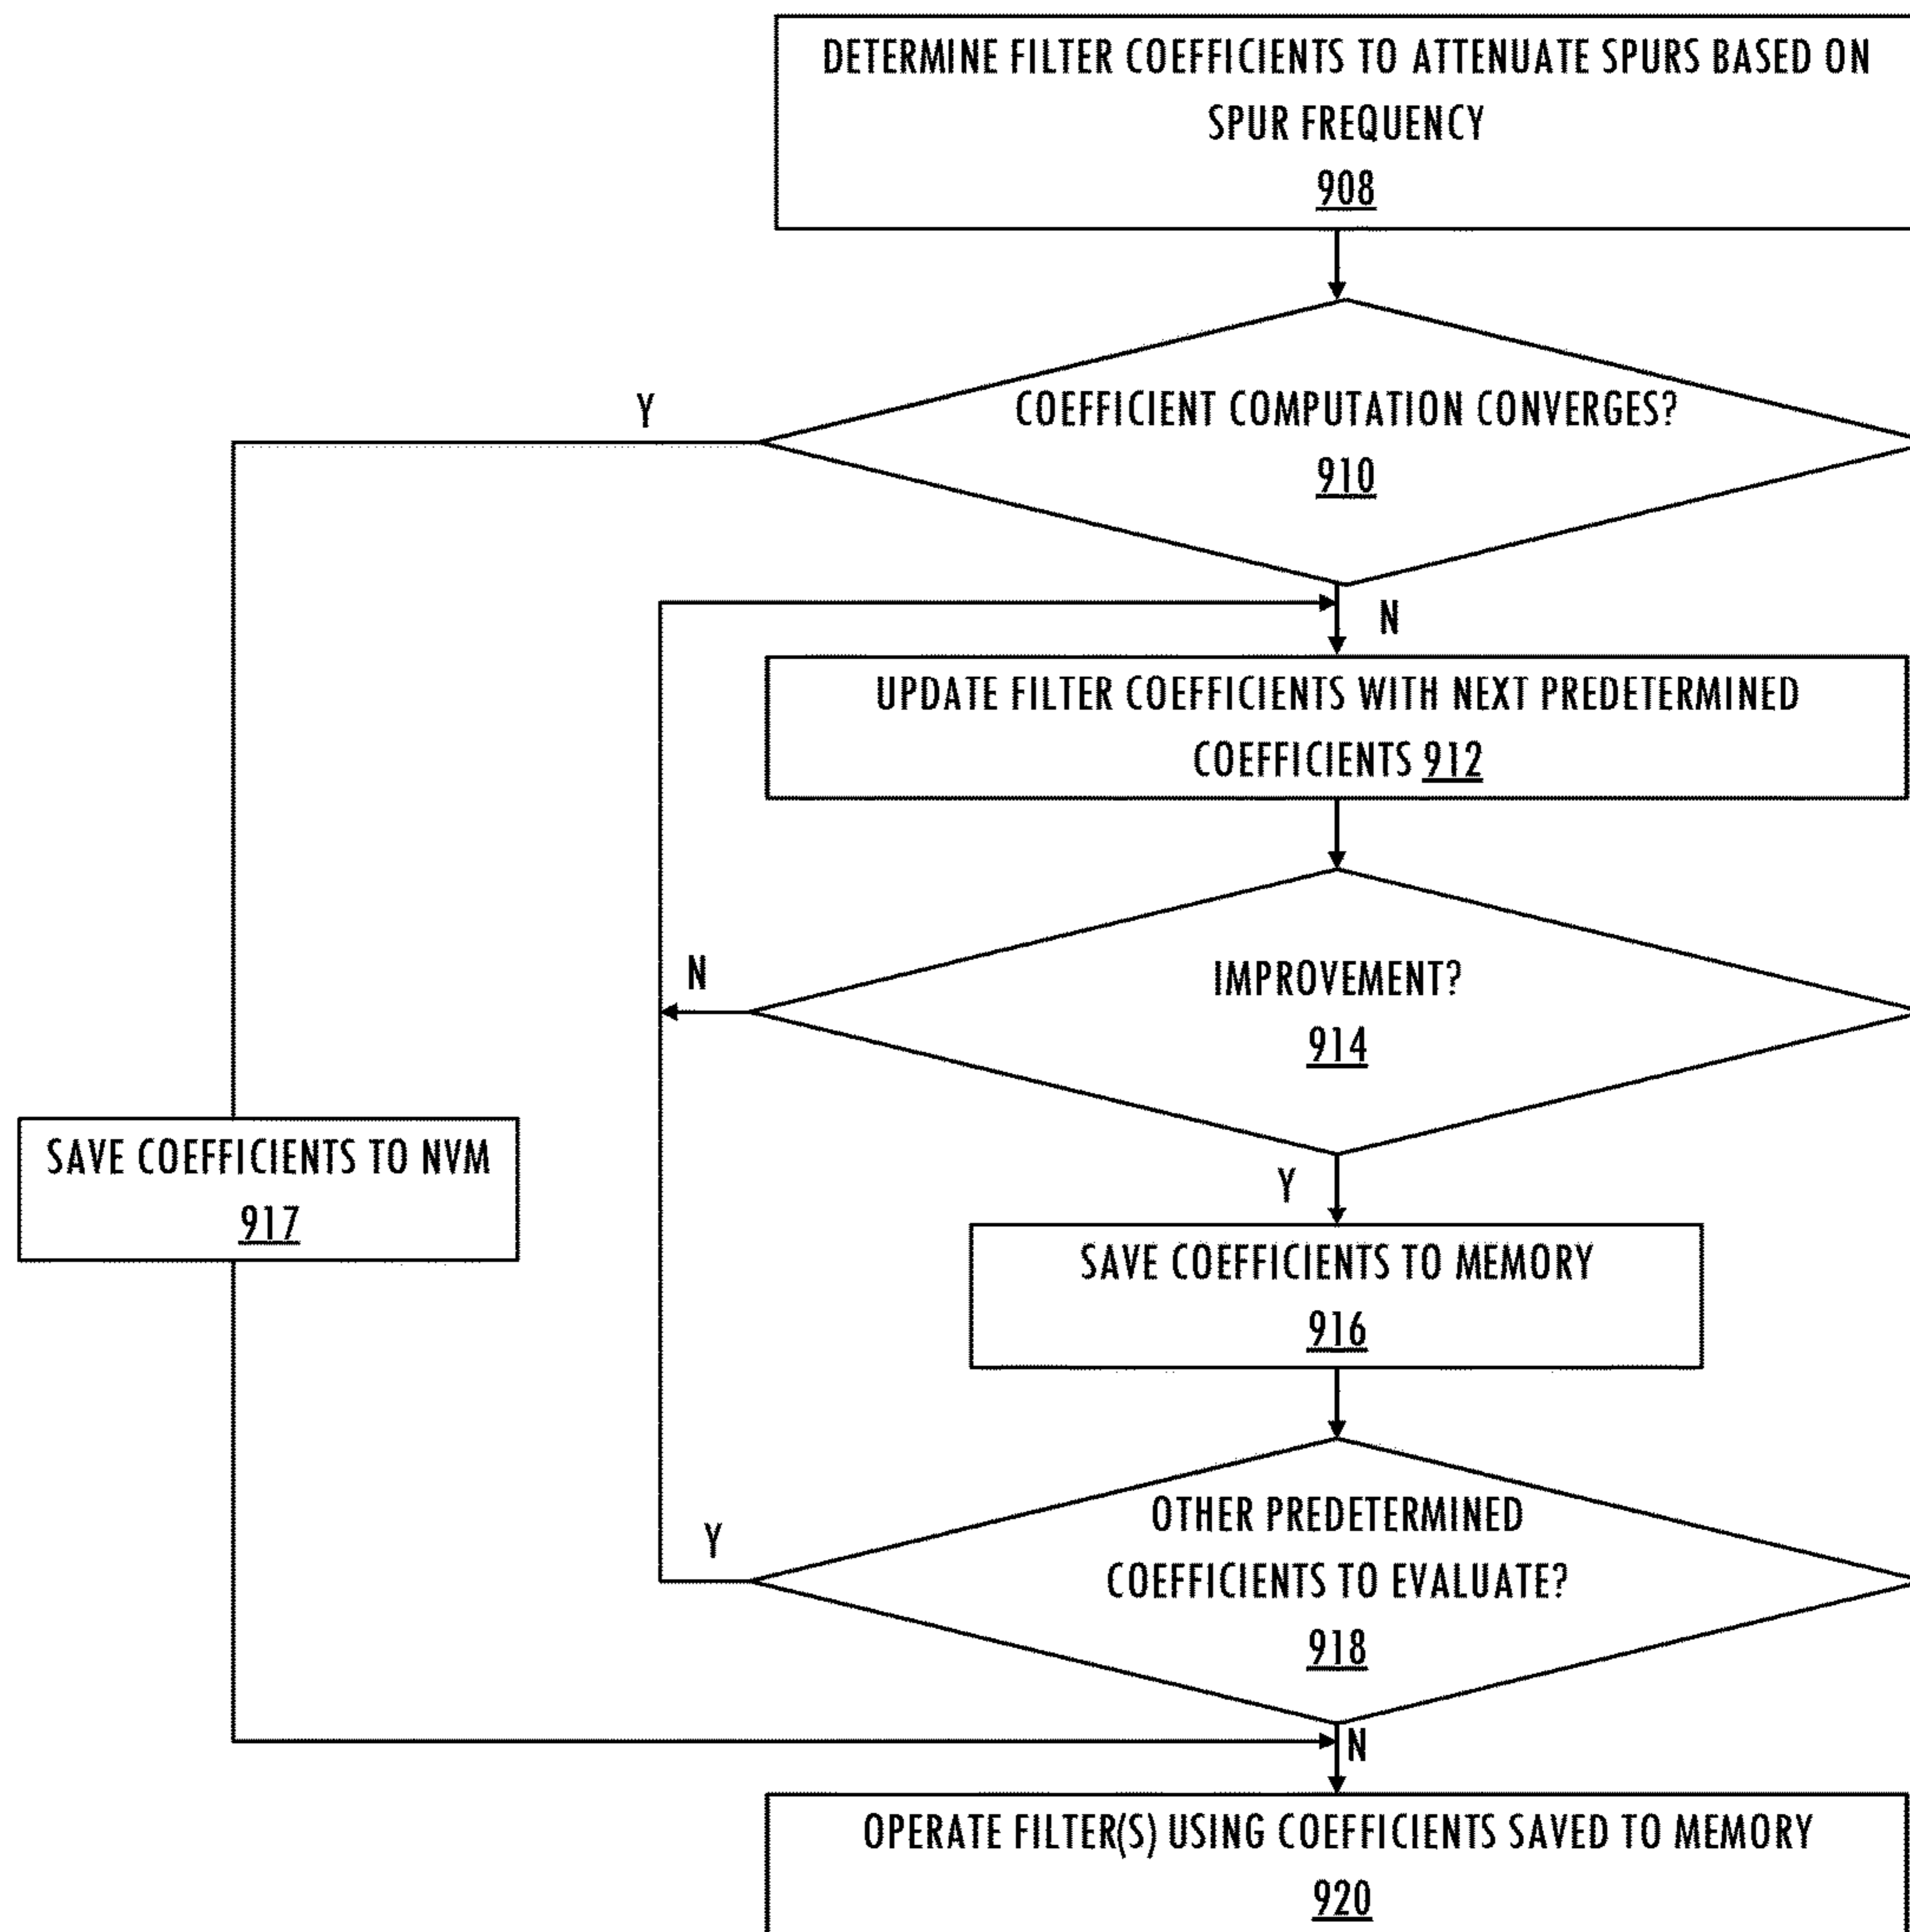 DETERMINE FILTER COEFFICIENTS TO ATTENUATE SPURS BASED ON
SPUR FREQUENCY
908
COEFFICIENT COMPUTATION CONVERGES?
910
Y
N
UPDATE FILTER COEFFICIENTS WITH NEXT PREDETERMINED
COEFFICIENTS 912
IMPROVEMENT?
914
N
Y
SAVE COEFFICIENTS TO NVM
917
SAVE COEFFICIENTS TO MEMORY
916
OTHER PREDETERMINED
COEFFICIENTS TO EVALUATE?
918
Y
N
OPERATE FILTER(S) USING COEFFICIENTS SAVED TO MEMORY
920